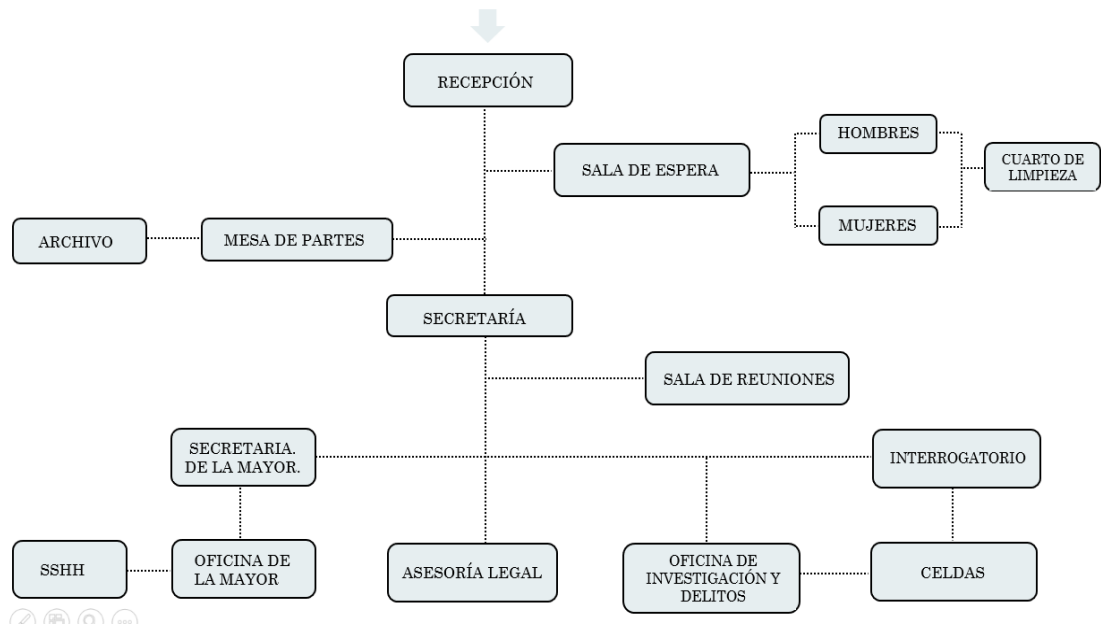 RECEPCIÓN
SALA DE ESPERA
HOMBRES
MUJERES
CUARTO DE
LIMPIEZA
ARCHIVO
MESA DE PARTES
SECRETARÍA
SALA DE REUNIONES
SECRETARIA.
DE LA MAYOR.
INTERROGATORIO
SSHH
OFICINA DE
LA MAYOR
ASESORÍA LEGAL
OFICINA DE
INVESTIGACIÓN Y
DELITOS
CELDAS